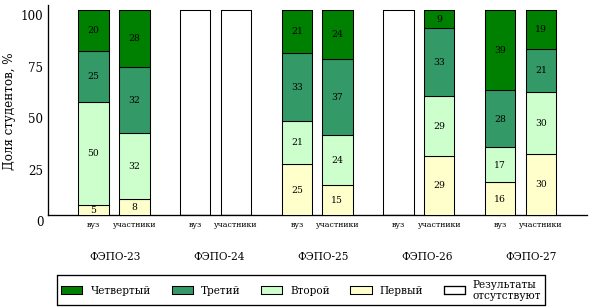 Доля студентов, %
100
75
50
25
0
20 25 50 5
28 32 32 8
21 33 21 25
24 37 24 15
9 33 29 29
39 28 17 16
19 21 30 30
вуз участники вуз участники вуз участники вуз участники вуз участники
ФЭПО-23 ФЭПО-24 ФЭПО-25 ФЭПО-26 ФЭПО-27
Четвертый Третий Второй Первый Результаты
отсутствуют